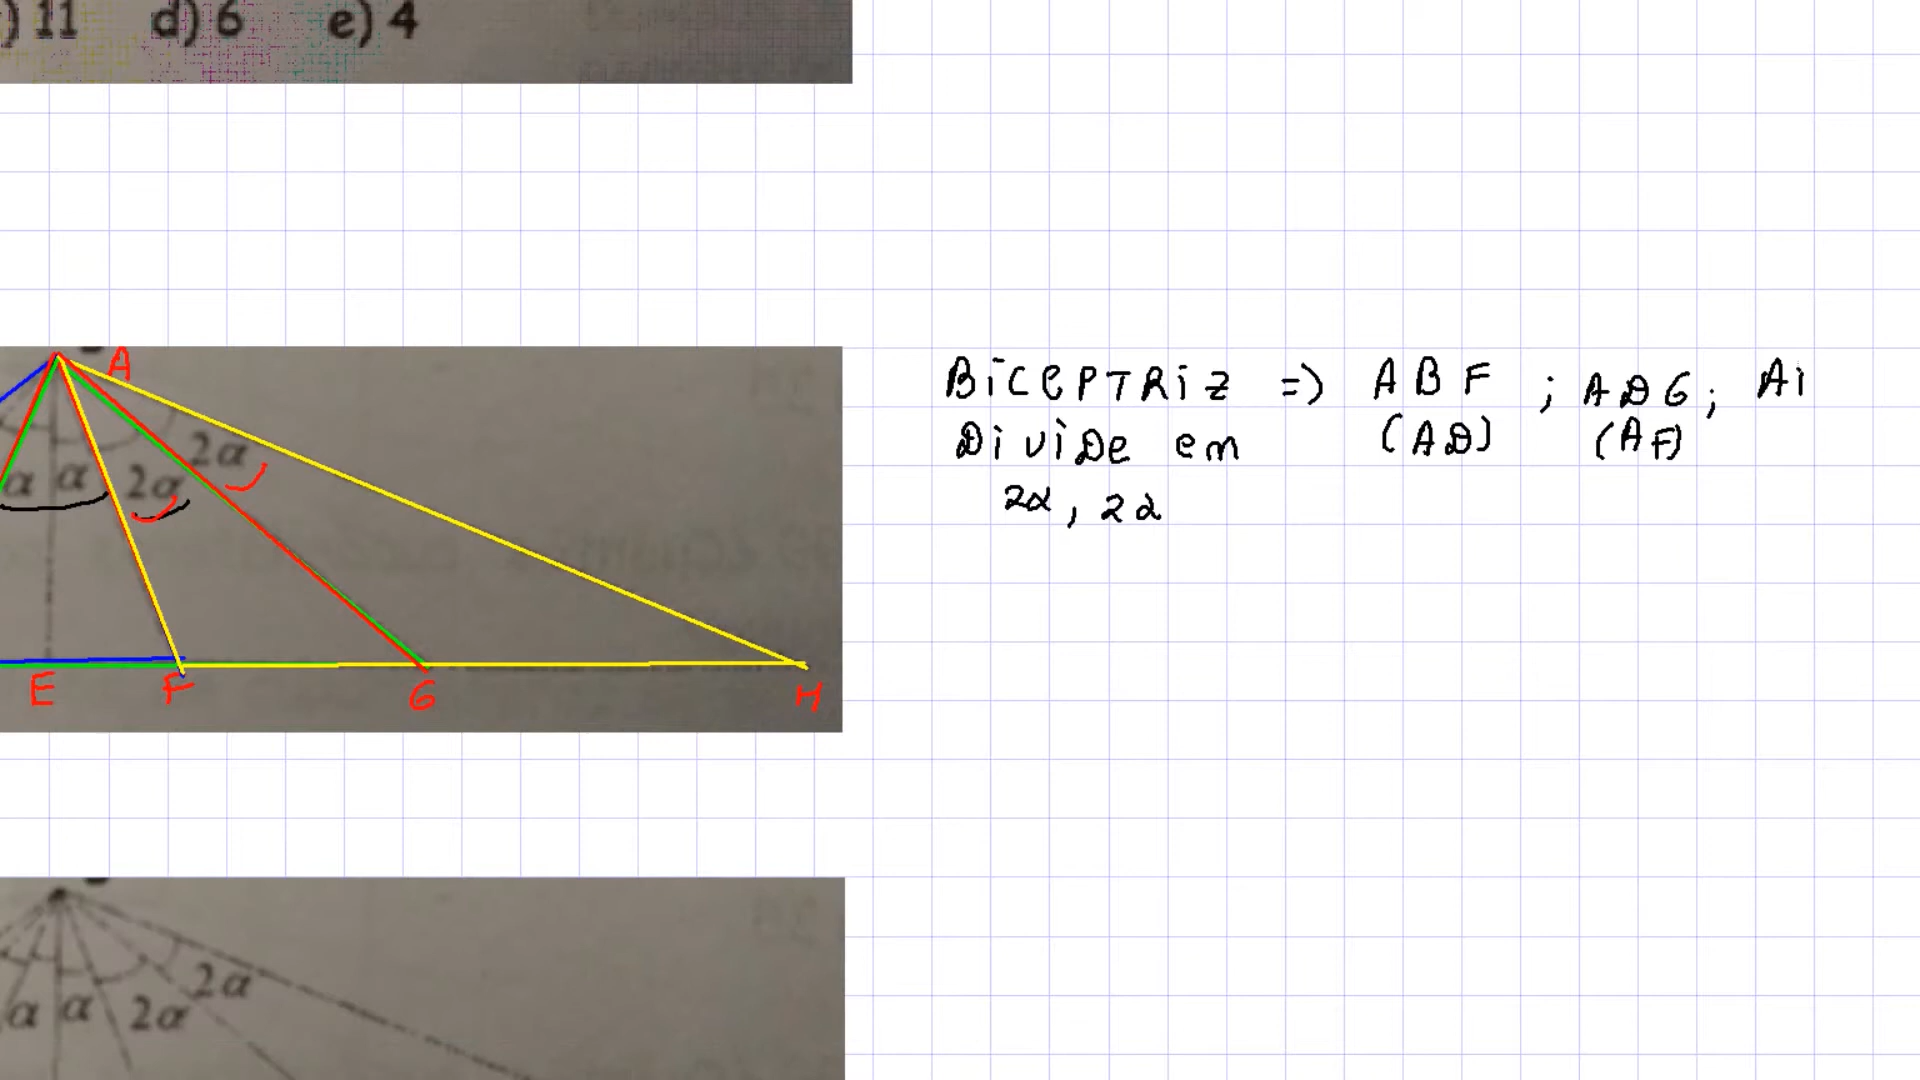 )11 d) 6 e) 4
A
α α 2α 2α
E F G H
BiCePTRiZ => ABF ; ADG; Ai
DiViDe em (AD) (AF)
2α, 2α
α α 2α 2α